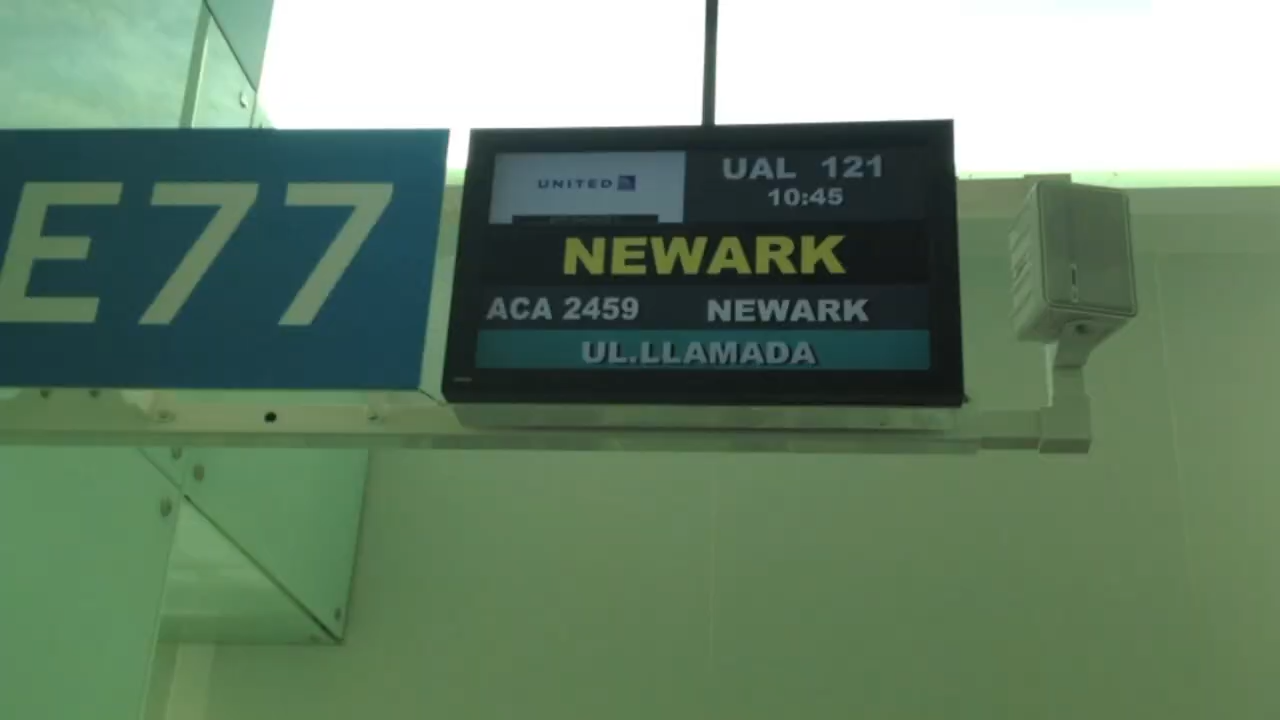 E77
UNITED
UAL 121
10:45
NEWARK
ACA 2459 NEWARK
UL.LLAMADA